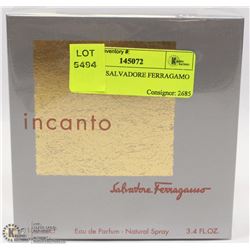 LOT
5494
Inventory #:
145072
SALVADORE FERRAGAMO
Consignor: 2685
incanto
Salvatore Ferragamo
Eau de Parfum - Natural Spray
3.4 FL.OZ.